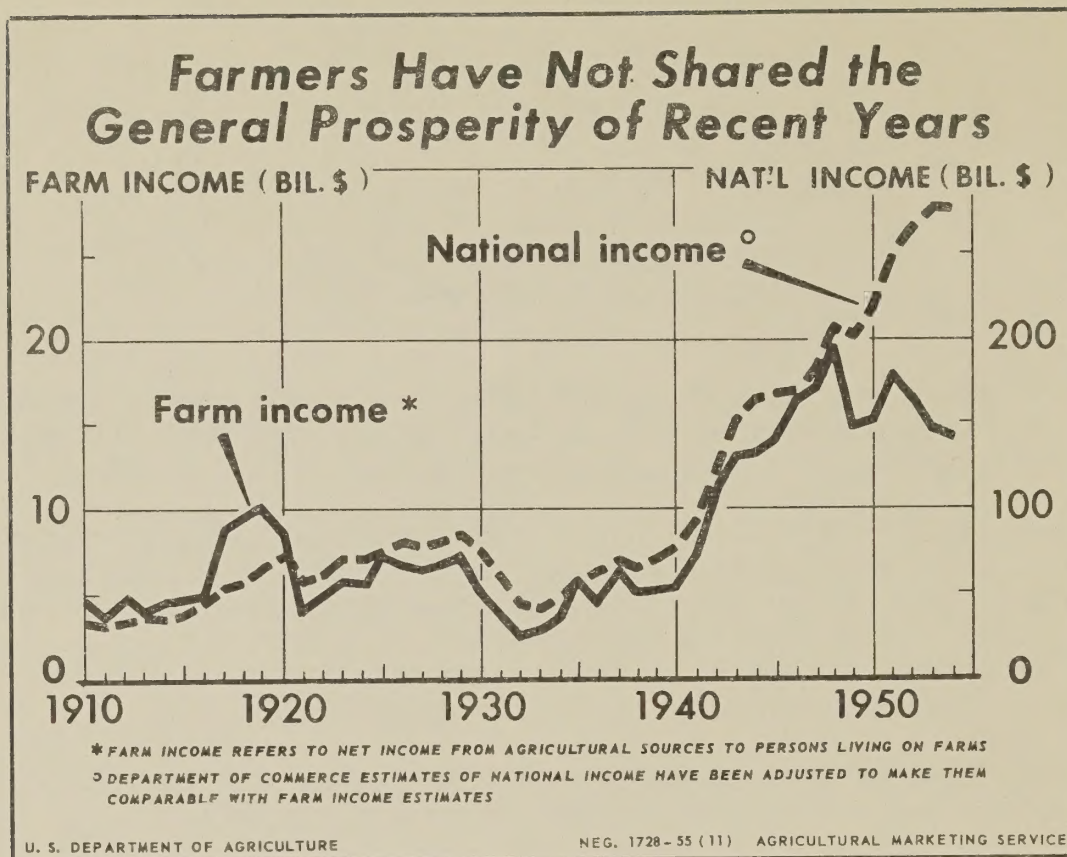 Farmers Have Not Shared the
General Prosperity of Recent Years
FARM INCOME (BIL. $)
NAT'L INCOME (BIL. $)
National income °
Farm income *
20
10
0
200
100
0
1910
1920
1930
1940
1950
* FARM INCOME REFERS TO NET INCOME FROM AGRICULTURAL SOURCES TO PERSONS LIVING ON FARMS
° DEPARTMENT OF COMMERCE ESTIMATES OF NATIONAL INCOME HAVE BEEN ADJUSTED TO MAKE THEM
COMPARABLE WITH FARM INCOME ESTIMATES
U. S. DEPARTMENT OF AGRICULTURE
NEG. 1728-55 (11) AGRICULTURAL MARKETING SERVICE